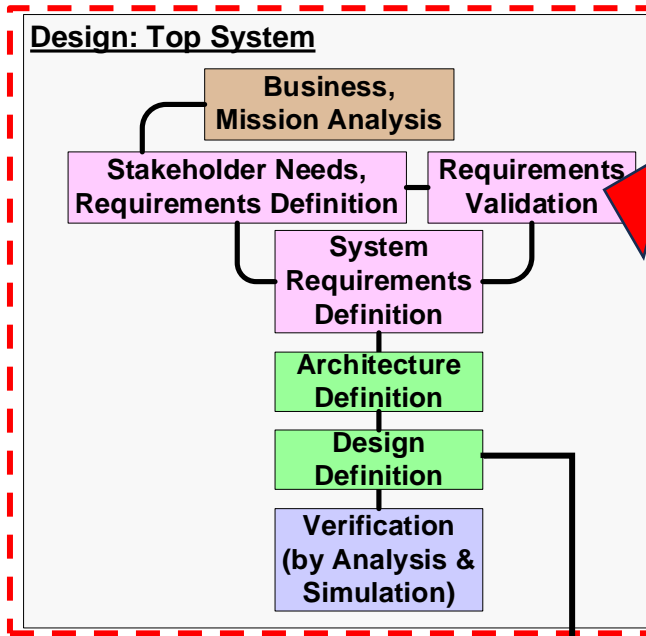 Design: Top System
Business,
Mission Analysis
Stakeholder Needs,
Requirements Definition
Requirements
Validation
System
Requirements
Definition
Architecture
Definition
Design
Definition
Verification
(by Analysis &
Simulation)